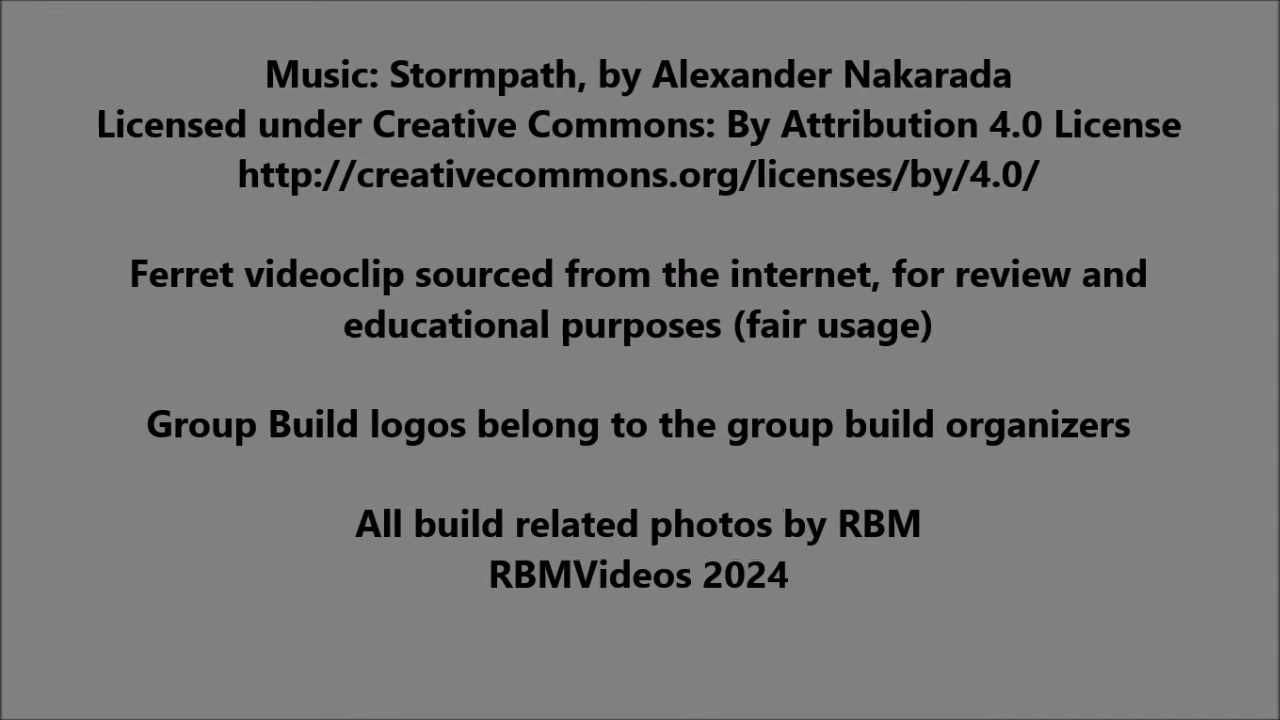 Music: Stormpath, by Alexander Nakarada
Licensed under Creative Commons: By Attribution 4.0 License
http://creativecommons.org/licenses/by/4.0/
Ferret videoclip sourced from the internet, for review and
educational purposes (fair usage)
Group Build logos belong to the group build organizers
All build related photos by RBM
RBMVideos 2024